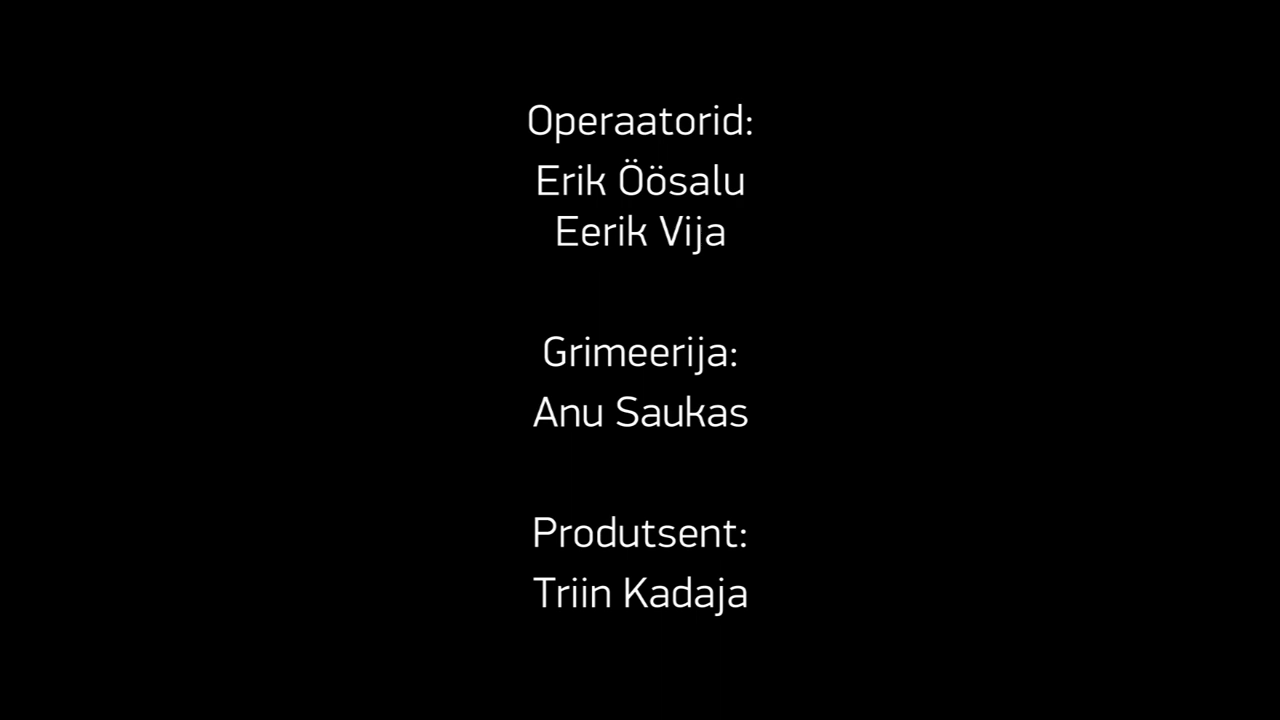 Operaatorid:
Erik Öösalu
Eerik Vija
Grimeerija:
Anu Saukas
Produtsent:
Triin Kadaja